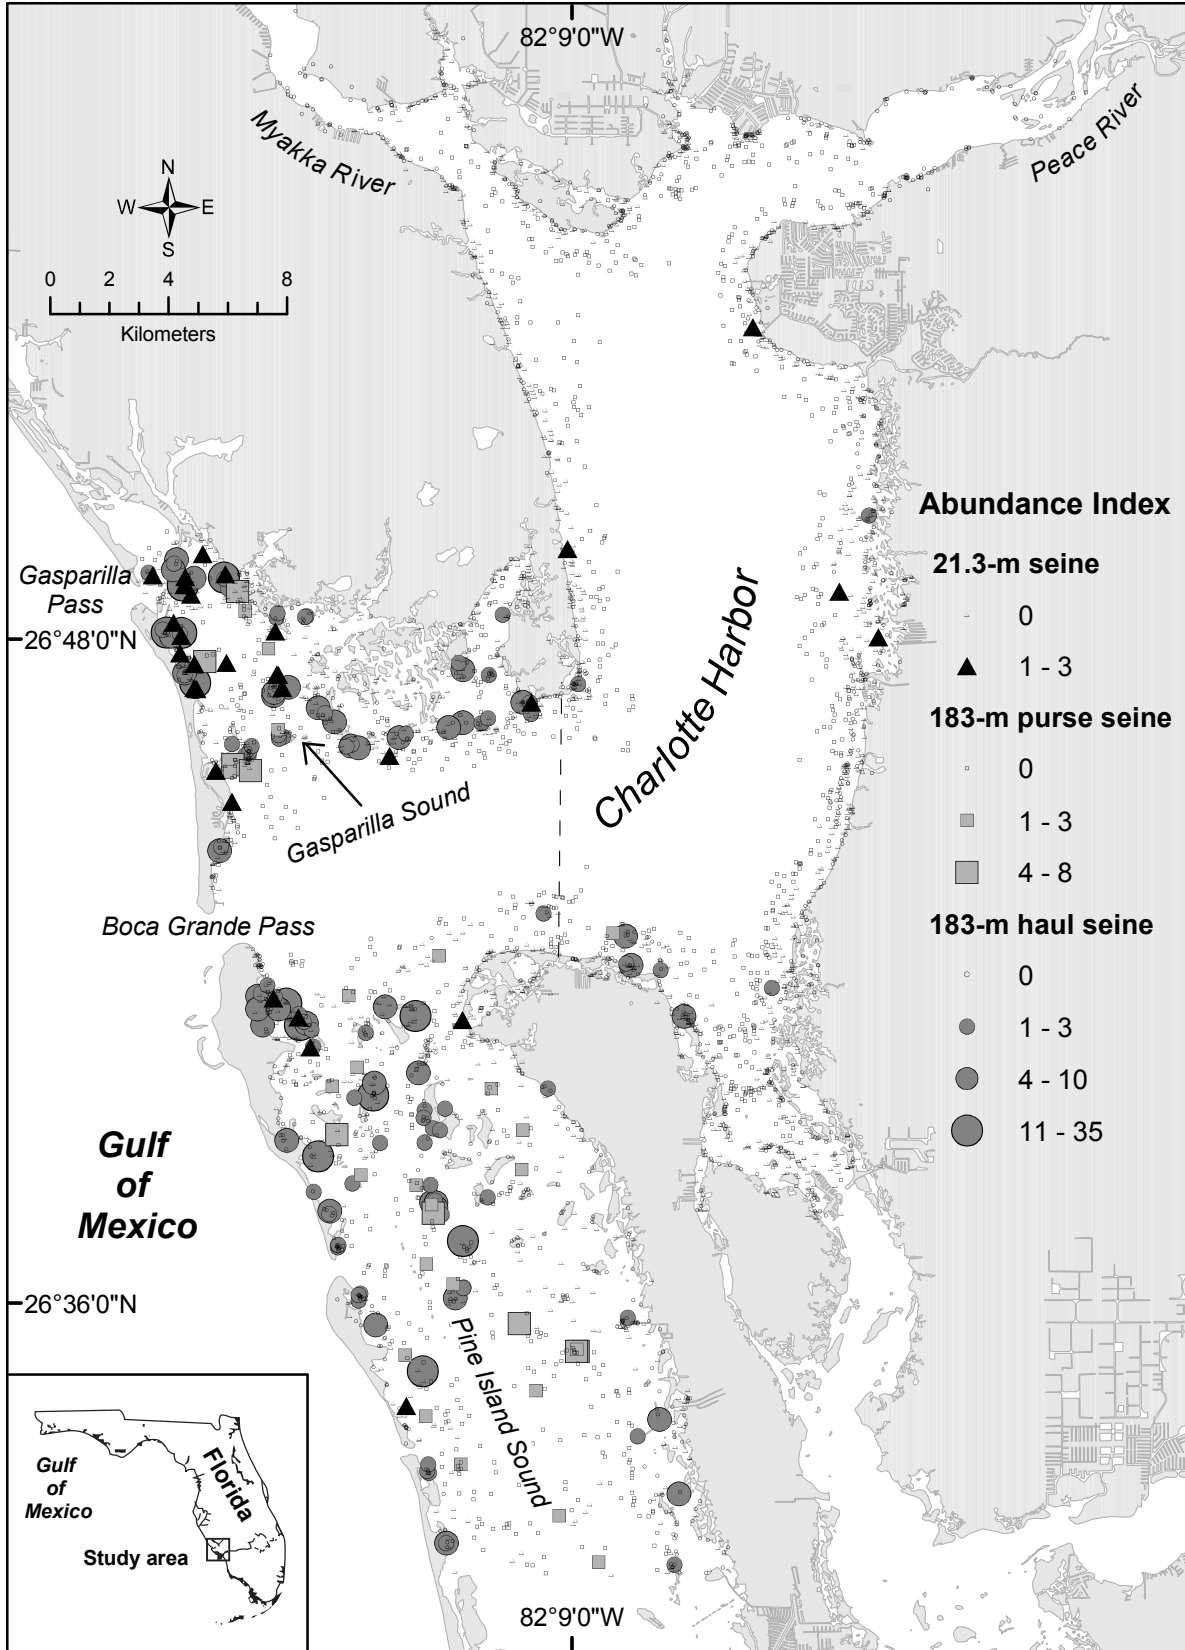 82°9'0"W
Myakka River
Peace River
N
W E
S
0 2 4 8
Kilometers
Abundance Index
21.3-m seine
0
1 - 3
183-m purse seine
0
1 - 3
4 - 8
183-m haul seine
0
1 - 3
4 - 10
11 - 35
Gasparilla
Pass
26°48'0"N
Charlotte Harbor
Gasparilla Sound
Boca Grande Pass
Gulf
of
Mexico
26°36'0"N
Pine Island Sound
Gulf
of
Mexico
Florida
Study area
82°9'0"W